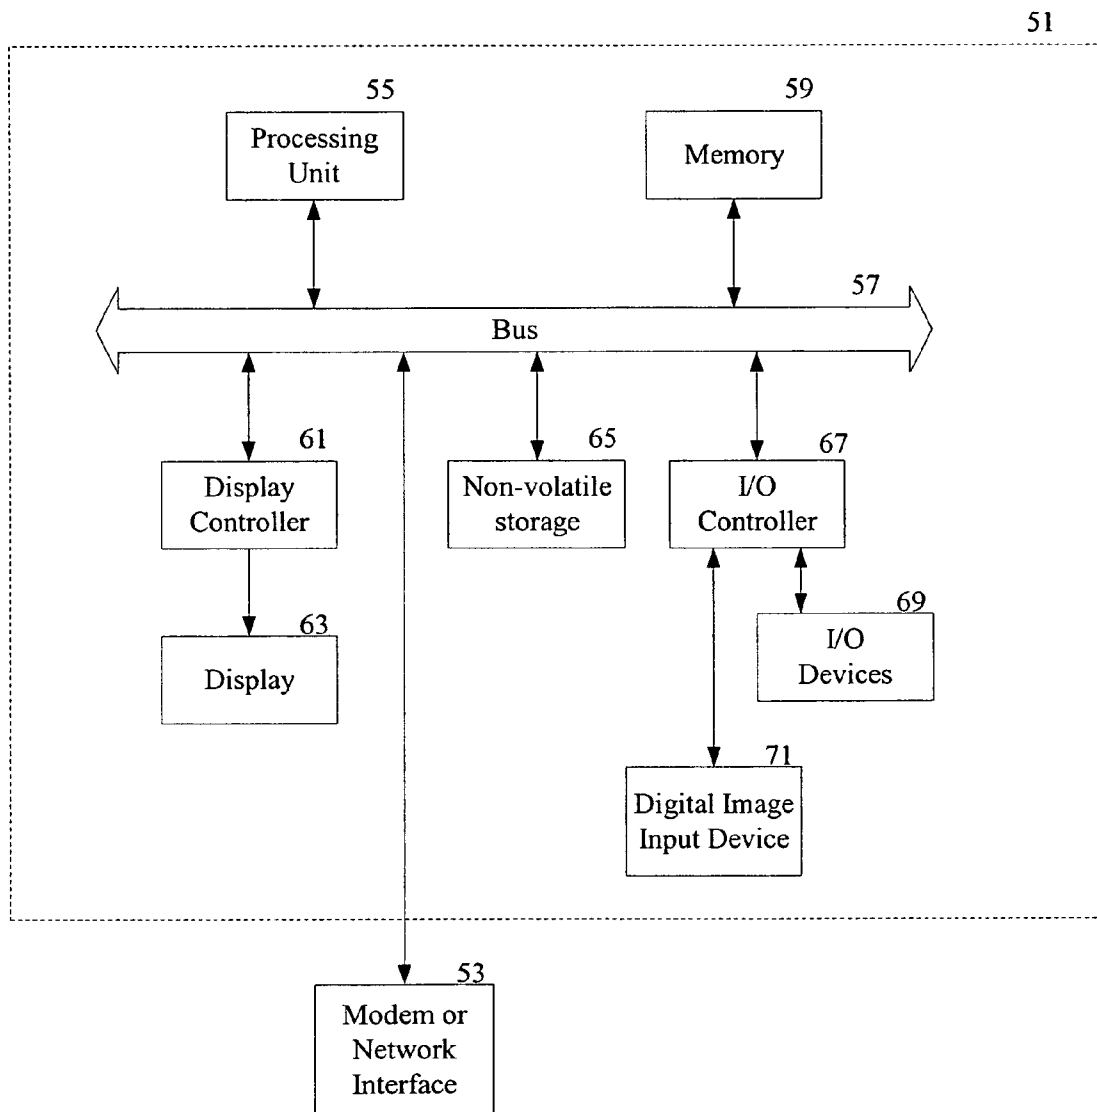 51
55
59
Processing
Unit
Memory
57
Bus
61
65
67
Display
Controller
Non-volatile
storage
I/O
Controller
63
69
Display
I/O
Devices
71
Digital Image
Input Device
53
Modem or
Network
Interface